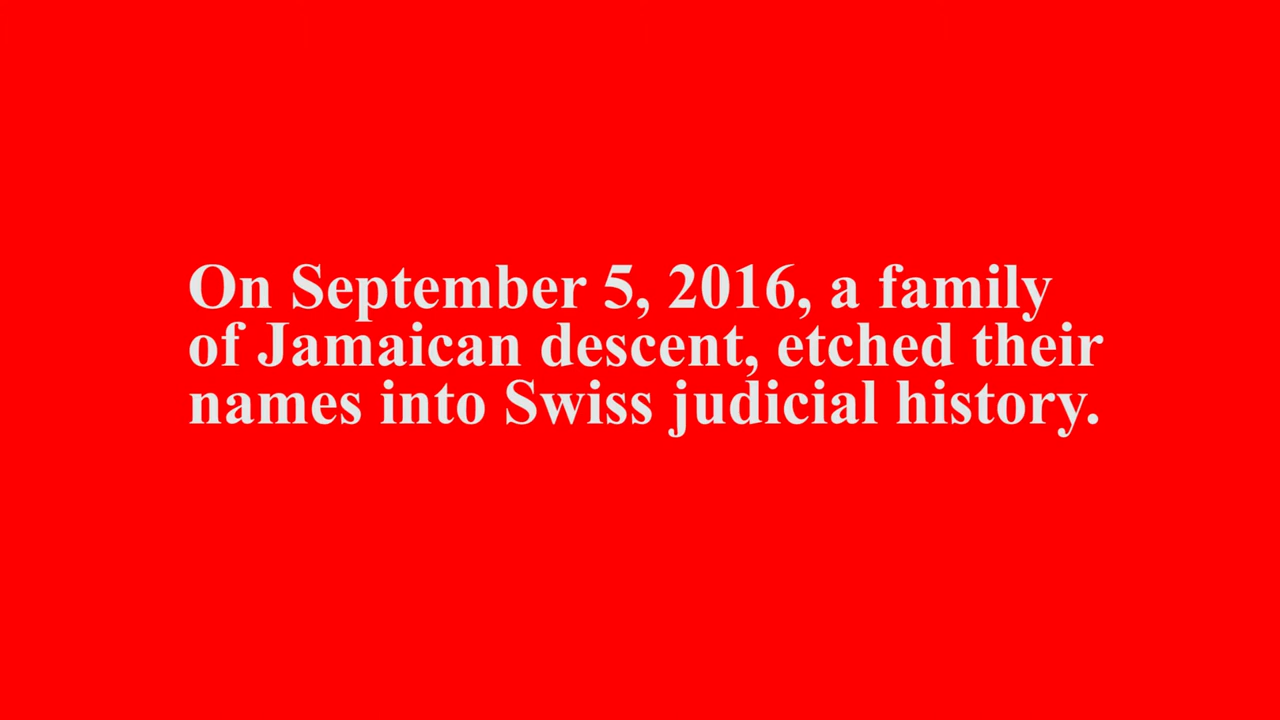 On September 5, 2016, a family
of Jamaican descent, etched their
names into Swiss judicial history.